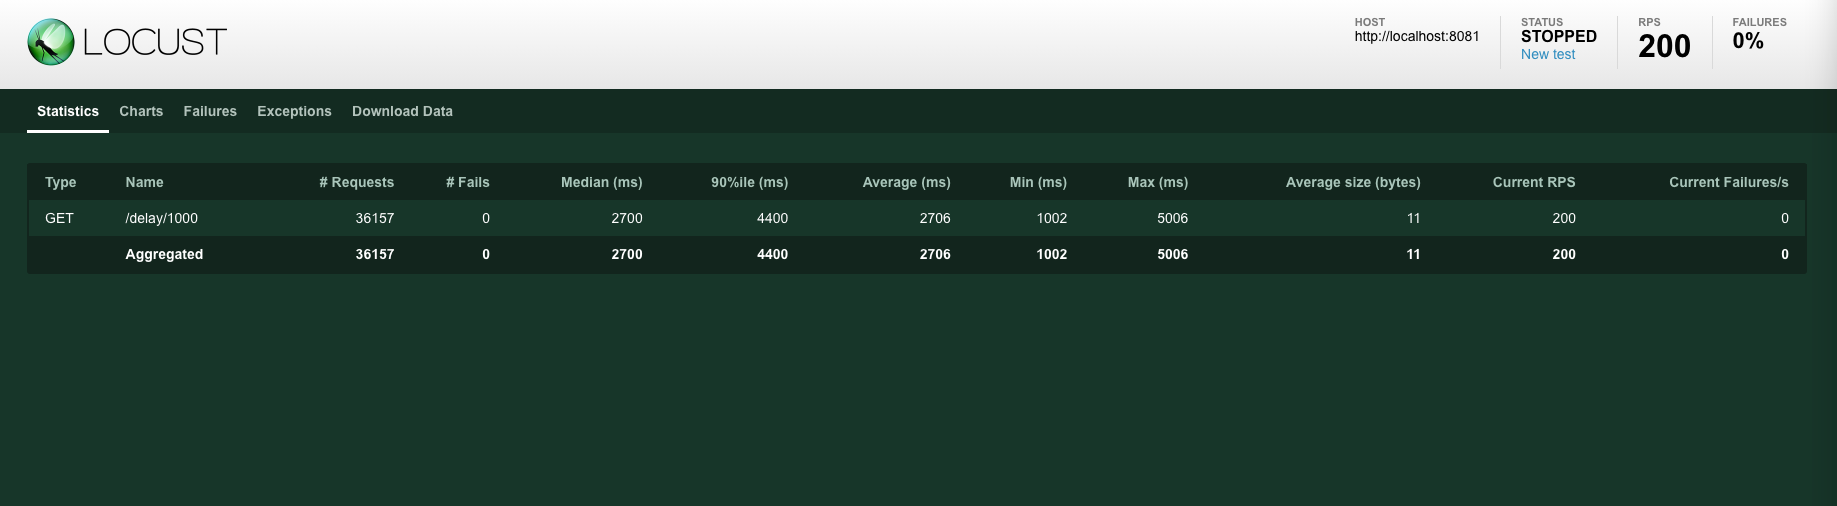 LOCUST
HOST
http://localhost:8081
STATUS
STOPPED
New test
RPS
200
FAILURES
0%
Statistics Charts Failures Exceptions Download Data
Type Name # Requests # Fails Median (ms) 90%ile (ms) Average (ms) Min (ms) Max (ms) Average size (bytes) Current RPS Current Failures/s
GET /delay/1000 36157 0 2700 4400 2706 1002 5006 11 200 0
Aggregated 36157 0 2700 4400 2706 1002 5006 11 200 0